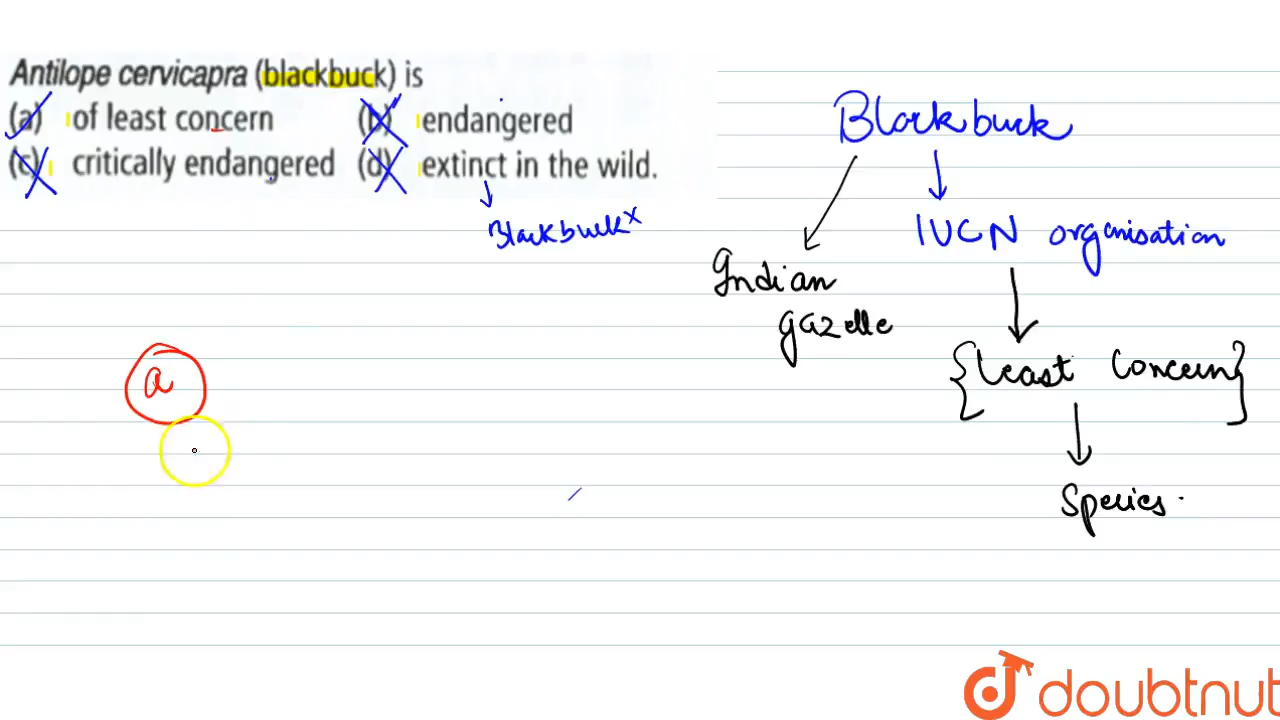 Antilope cervicapra (blackbuck) is
(a) of least concern (b) endangered
(c) critically endangered (d) extinct in the wild.
Blackbuck x
Blackbuck
IUCN organisation
Indian
gazelle
{Least Concern}
Species.
a
doubtnut